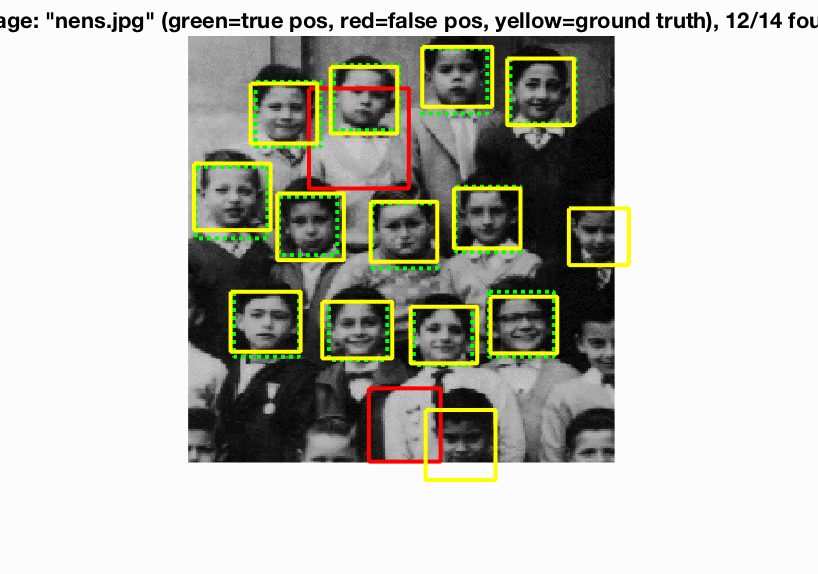 age: "nens.jpg" (green=true pos, red=false pos, yellow=ground truth), 12/14 fou